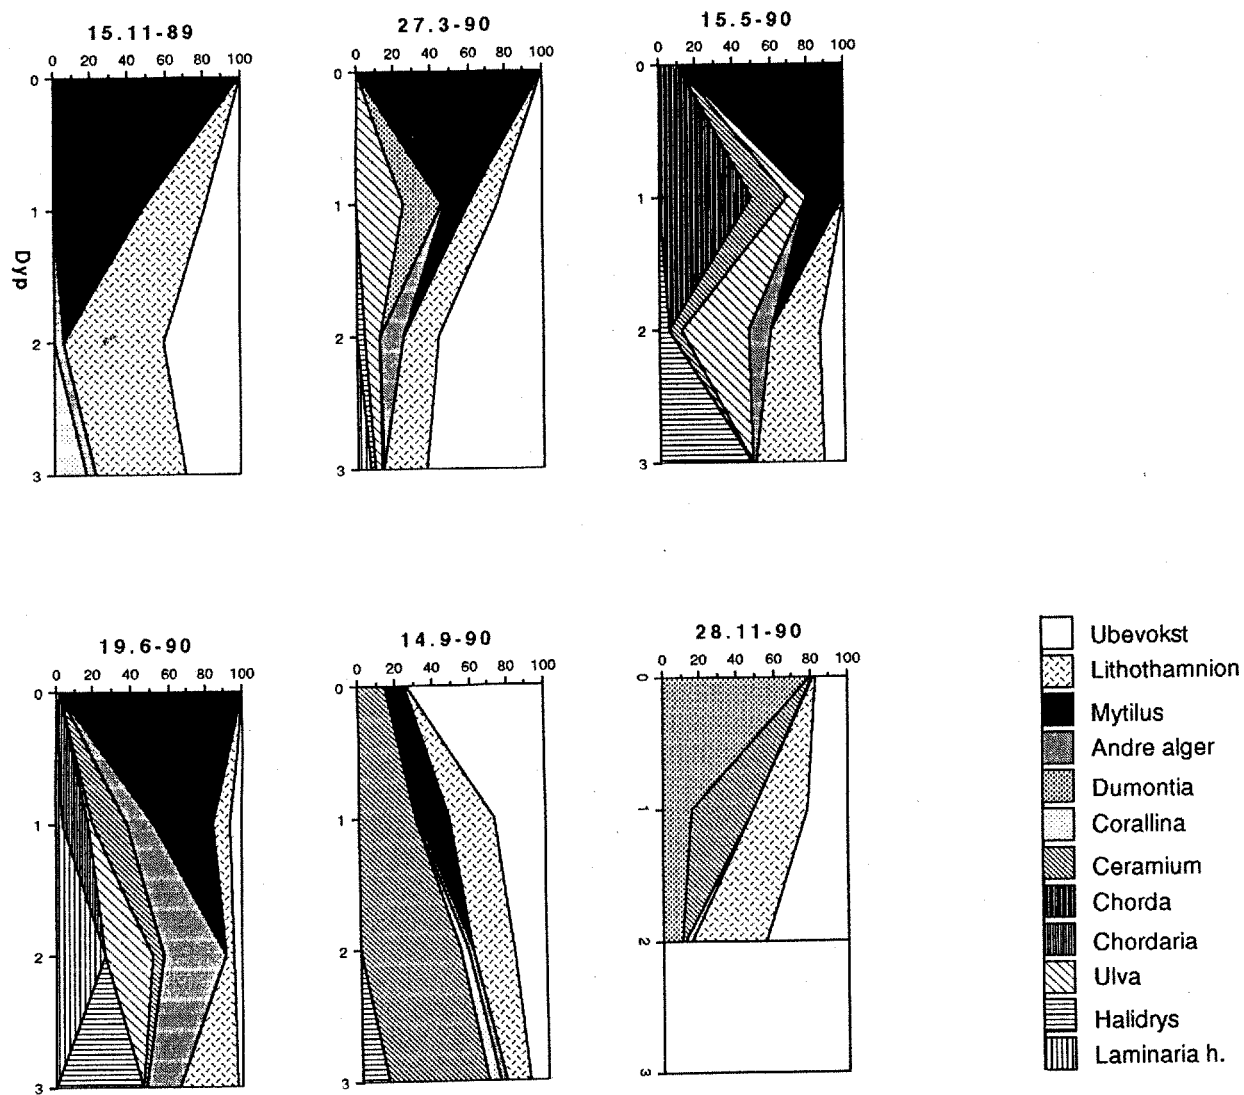 15.11-89
0 20 40 60 80 100
0
1
2
3
Dyp
27.3-90
0 20 40 60 80 100
0
1
2
3
15.5-90
0 20 40 60 80 100
0
1
2
3
19.6-90
0 20 40 60 80 100
0
1
2
3
14.9-90
0 20 40 60 80 100
0
1
2
3
28.11-90
0 20 40 60 80 100
0
1
2
3
Ubevokst
Lithothamnion
Mytilus
Andre alger
Dumontia
Corallina
Ceramium
Chorda
Chordaria
Ulva
Halidrys
Laminaria h.